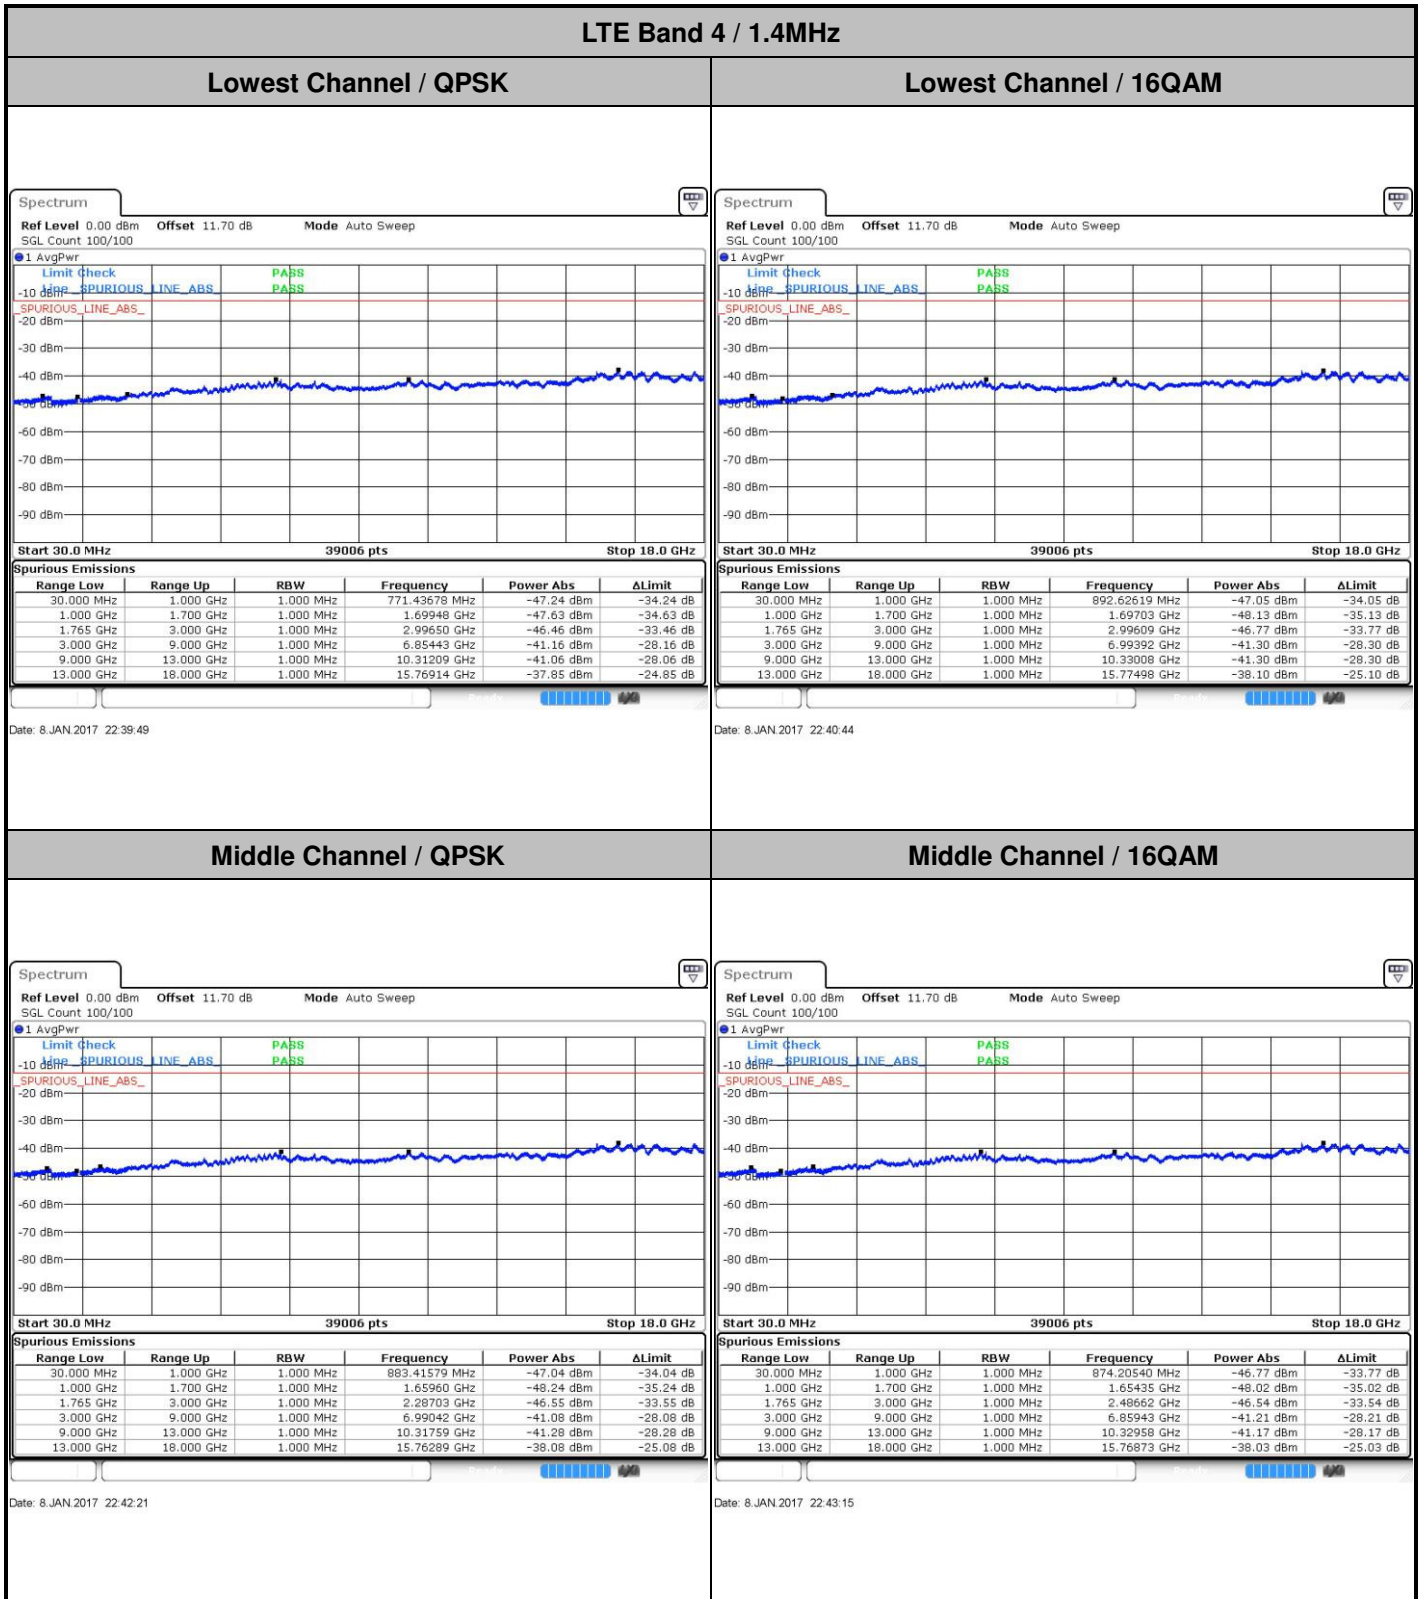 LTE Band 4 / 1.4MHz
Lowest Channel / QPSK
Lowest Channel / 16QAM
Spectrum
Ref Level 0.00 dBm Offset 11.70 dB Mode Auto Sweep
SGL Count 100/100
1 AvgPwr
Limit Check PASS
Line _SPURIOUS_LINE_ABS_ PASS
-10 dBm
_SPURIOUS_LINE_ABS_
-20 dBm
-30 dBm
-40 dBm
-50 dBm
-60 dBm
-70 dBm
-80 dBm
-90 dBm
Start 30.0 MHz 39006 pts Stop 18.0 GHz
Spurious Emissions
Range Low Range Up RBW Frequency Power Abs ΔLimit
30.000 MHz 1.000 GHz 1.000 MHz 771.43678 MHz -47.24 dBm -34.24 dB
1.000 GHz 1.700 GHz 1.000 MHz 1.69948 GHz -47.63 dBm -34.63 dB
1.765 GHz 3.000 GHz 1.000 MHz 2.99650 GHz -46.46 dBm -33.46 dB
3.000 GHz 9.000 GHz 1.000 MHz 6.85443 GHz -41.16 dBm -28.16 dB
9.000 GHz 13.000 GHz 1.000 MHz 10.31209 GHz -41.06 dBm -28.06 dB
13.000 GHz 18.000 GHz 1.000 MHz 15.76914 GHz -37.85 dBm -24.85 dB
Date: 8.JAN.2017 22:39:49
Spectrum
Ref Level 0.00 dBm Offset 11.70 dB Mode Auto Sweep
SGL Count 100/100
1 AvgPwr
Limit Check PASS
Line _SPURIOUS_LINE_ABS_ PASS
-10 dBm
_SPURIOUS_LINE_ABS_
-20 dBm
-30 dBm
-40 dBm
-50 dBm
-60 dBm
-70 dBm
-80 dBm
-90 dBm
Start 30.0 MHz 39006 pts Stop 18.0 GHz
Spurious Emissions
Range Low Range Up RBW Frequency Power Abs ΔLimit
30.000 MHz 1.000 GHz 1.000 MHz 892.62619 MHz -47.05 dBm -34.05 dB
1.000 GHz 1.700 GHz 1.000 MHz 1.69703 GHz -48.13 dBm -35.13 dB
1.765 GHz 3.000 GHz 1.000 MHz 2.99609 GHz -46.77 dBm -33.77 dB
3.000 GHz 9.000 GHz 1.000 MHz 6.99392 GHz -41.30 dBm -28.30 dB
9.000 GHz 13.000 GHz 1.000 MHz 10.33008 GHz -41.30 dBm -28.30 dB
13.000 GHz 18.000 GHz 1.000 MHz 15.77498 GHz -38.10 dBm -25.10 dB
Date: 8.JAN.2017 22:40:44
Middle Channel / QPSK
Middle Channel / 16QAM
Spectrum
Ref Level 0.00 dBm Offset 11.70 dB Mode Auto Sweep
SGL Count 100/100
1 AvgPwr
Limit Check PASS
Line _SPURIOUS_LINE_ABS_ PASS
-10 dBm
_SPURIOUS_LINE_ABS_
-20 dBm
-30 dBm
-40 dBm
-50 dBm
-60 dBm
-70 dBm
-80 dBm
-90 dBm
Start 30.0 MHz 39006 pts Stop 18.0 GHz
Spurious Emissions
Range Low Range Up RBW Frequency Power Abs ΔLimit
30.000 MHz 1.000 GHz 1.000 MHz 883.41579 MHz -47.04 dBm -34.04 dB
1.000 GHz 1.700 GHz 1.000 MHz 1.65960 GHz -48.24 dBm -35.24 dB
1.765 GHz 3.000 GHz 1.000 MHz 2.28703 GHz -46.55 dBm -33.55 dB
3.000 GHz 9.000 GHz 1.000 MHz 6.99042 GHz -41.08 dBm -28.08 dB
9.000 GHz 13.000 GHz 1.000 MHz 10.31759 GHz -41.28 dBm -28.28 dB
13.000 GHz 18.000 GHz 1.000 MHz 15.76289 GHz -38.08 dBm -25.08 dB
Date: 8.JAN.2017 22:42:21
Spectrum
Ref Level 0.00 dBm Offset 11.70 dB Mode Auto Sweep
SGL Count 100/100
1 AvgPwr
Limit Check PASS
Line _SPURIOUS_LINE_ABS_ PASS
-10 dBm
_SPURIOUS_LINE_ABS_
-20 dBm
-30 dBm
-40 dBm
-50 dBm
-60 dBm
-70 dBm
-80 dBm
-90 dBm
Start 30.0 MHz 39006 pts Stop 18.0 GHz
Spurious Emissions
Range Low Range Up RBW Frequency Power Abs ΔLimit
30.000 MHz 1.000 GHz 1.000 MHz 874.20540 MHz -46.77 dBm -33.77 dB
1.000 GHz 1.700 GHz 1.000 MHz 1.65435 GHz -48.02 dBm -35.02 dB
1.765 GHz 3.000 GHz 1.000 MHz 2.48662 GHz -46.54 dBm -33.54 dB
3.000 GHz 9.000 GHz 1.000 MHz 6.85943 GHz -41.21 dBm -28.21 dB
9.000 GHz 13.000 GHz 1.000 MHz 10.32958 GHz -41.17 dBm -28.17 dB
13.000 GHz 18.000 GHz 1.000 MHz 15.76873 GHz -38.03 dBm -25.03 dB
Date: 8.JAN.2017 22:43:15